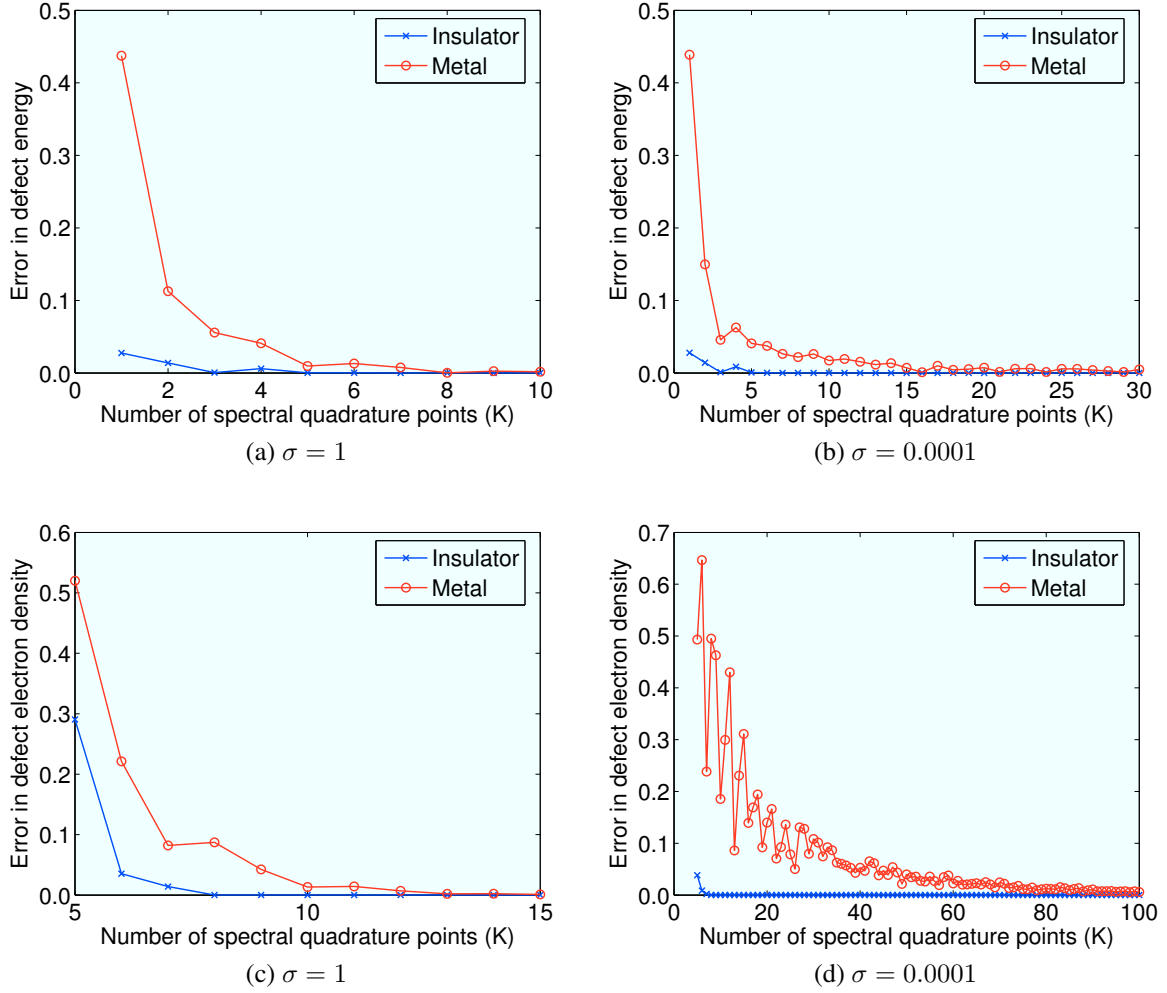 0.5
0.4
0.3
0.2
0.1
0.0
Error in defect energy
Insulator
Metal
0
2
4
6
8
10
Number of spectral quadrature points (K)
(a) σ = 1
0.5
0.4
0.3
0.2
0.1
0.0
Error in defect energy
Insulator
Metal
0
5
10
15
20
25
30
Number of spectral quadrature points (K)
(b) σ = 0.0001
0.6
0.5
0.4
0.3
0.2
0.1
0.0
Error in defect electron density
Insulator
Metal
5
10
15
Number of spectral quadrature points (K)
(c) σ = 1
0.7
0.6
0.5
0.4
0.3
0.2
0.1
0.0
Error in defect electron density
Insulator
Metal
0
20
40
60
80
100
Number of spectral quadrature points (K)
(d) σ = 0.0001